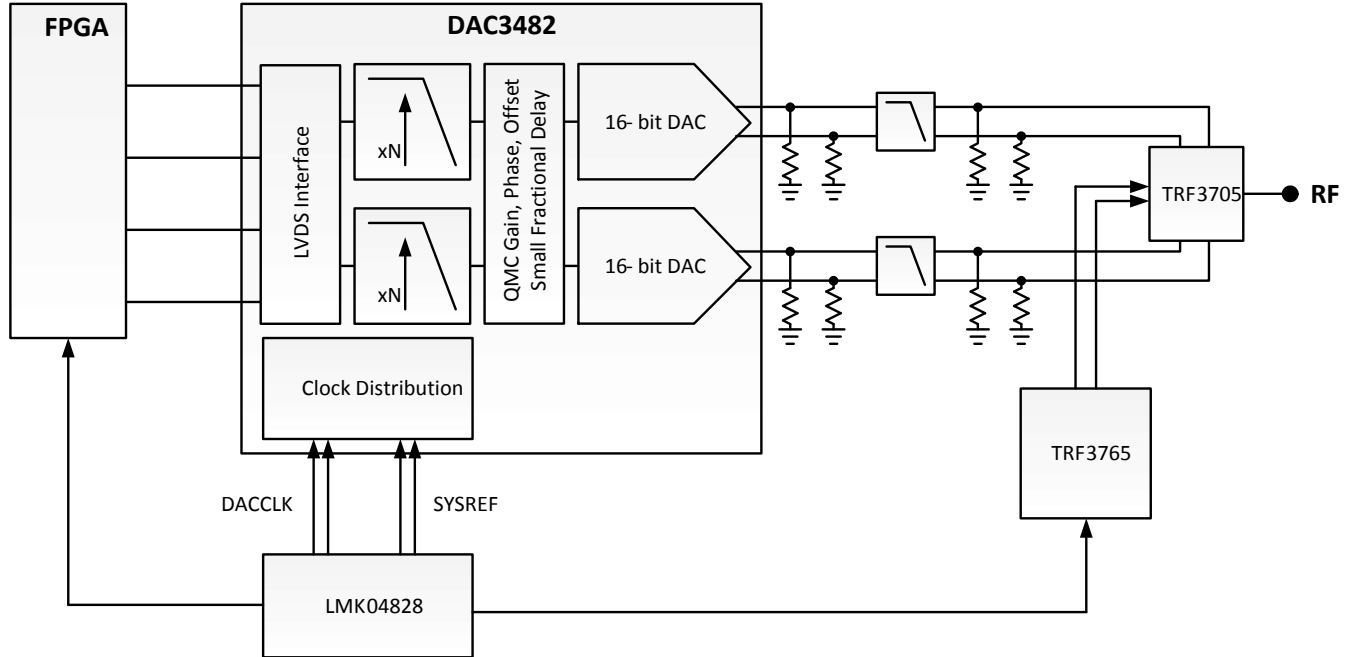 FPGA
DAC3482
LVDS Interface
xN
xN
QMC Gain, Phase, Offset
Small Fractional Delay
16- bit DAC
16- bit DAC
TRF3705
RF
Clock Distribution
TRF3765
DACCLK
SYSREF
LMK04828